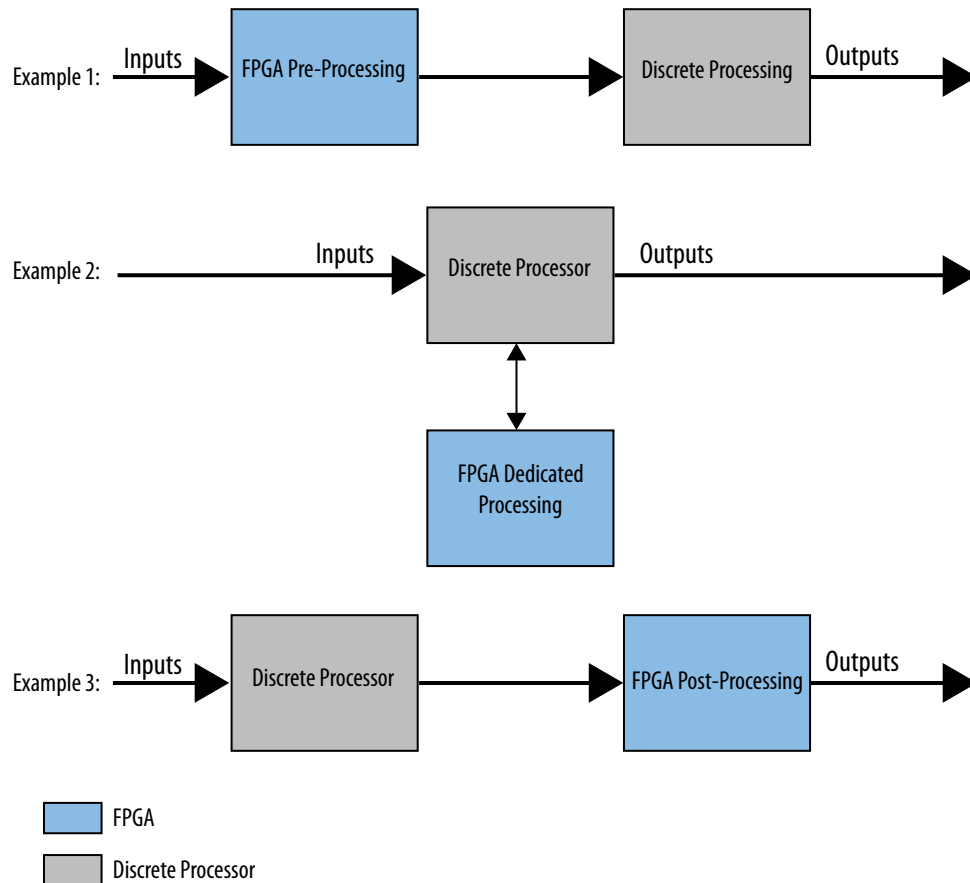 Example 1:
Inputs
FPGA Pre-Processing
Discrete Processing
Outputs
Example 2:
Inputs
Discrete Processor
Outputs
FPGA Dedicated
Processing
Example 3:
Inputs
Discrete Processor
FPGA Post-Processing
Outputs
FPGA
Discrete Processor